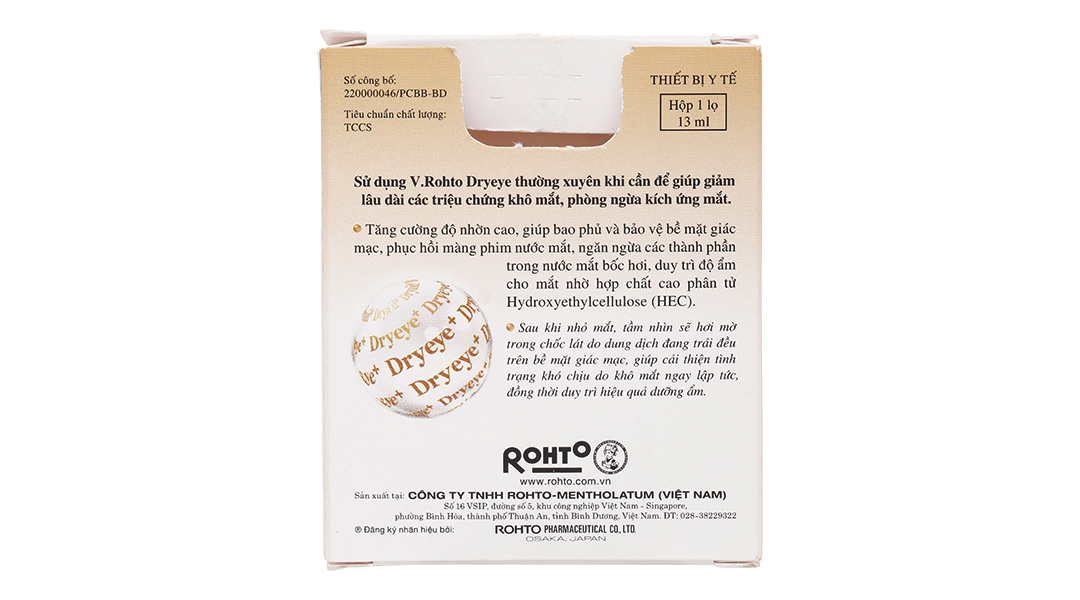 Số công bố:
220000046/PCBB-BD
Tiêu chuẩn chất lượng:
TCCS
THIẾT BỊ Y TẾ
Hộp 1 lọ
13 ml
Sử dụng V.Rohto Dryeye thường xuyên khi cần để giúp giảm
lâu dài các triệu chứng khô mắt, phòng ngừa kích ứng mắt.
Tăng cường độ nhờn cao, giúp bao phủ và bảo vệ bề mặt giác
mạc, phục hồi màng phim nước mắt, ngăn ngừa các thành phần
trong nước mắt bốc hơi, duy trì độ ẩm
cho mắt nhờ hợp chất cao phân tử
Hydroxyethylcellulose (HEC).
Sau khi nhỏ mắt, tầm nhìn sẽ hơi mờ
trong chốc lát do dung dịch đang trải đều
trên bề mặt giác mạc, giúp cải thiện tình
trạng khó chịu do khô mắt ngay lập tức,
đồng thời duy trì hiệu quả dưỡng ẩm.
Dryeye
eye+ Dryeye+ Dryeye
Dryeye+ Dry
eye+ Dryeye+ D
Dryeye
ROHTO
www.rohto.com.vn
Sản xuất tại: CÔNG TY TNHH ROHTO-MENTHOLATUM (VIỆT NAM)
Số 16 VSIP, đường số 5, khu công nghiệp Việt Nam - Singapore,
phường Bình Hòa, thành phố Thuận An, tỉnh Bình Dương, Việt Nam. ĐT: 028-38229322
® Đăng ký nhãn hiệu bởi: ROHTO PHARMACEUTICAL CO., LTD.
OSAKA, JAPAN